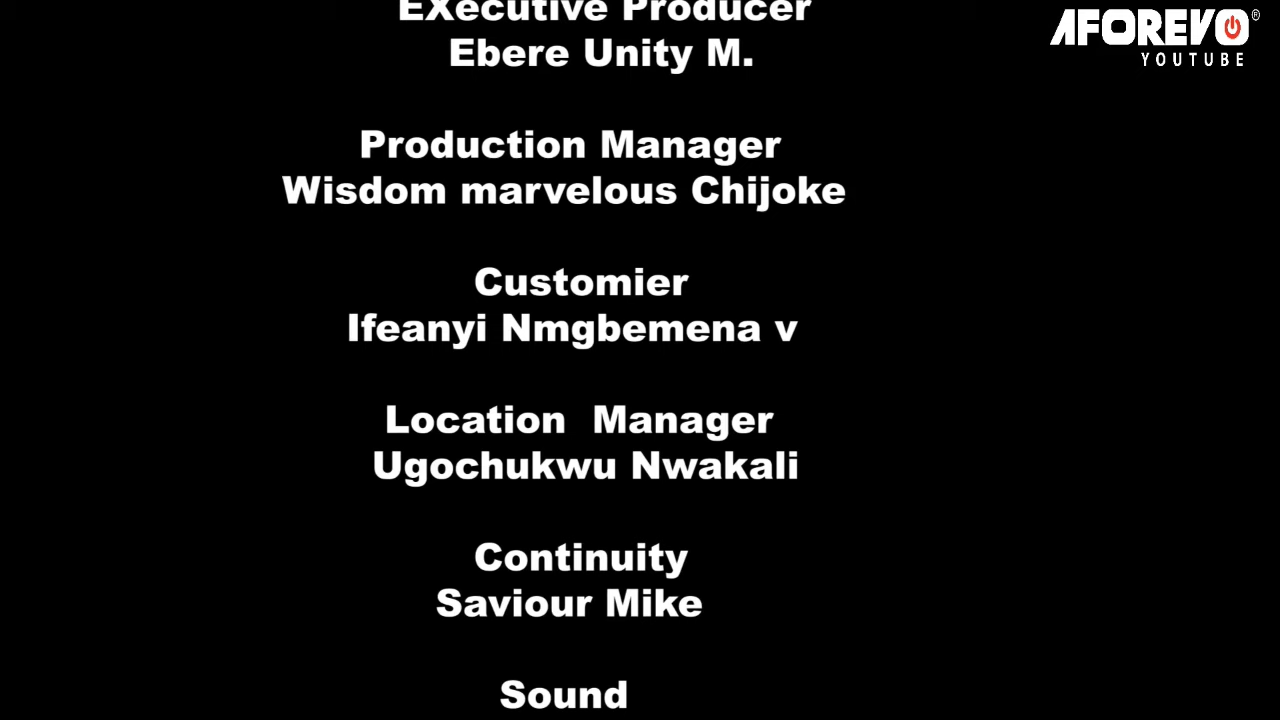 EXecutive Producer
Ebere Unity M.
AFOREVO®
YOUTUBE
Production Manager
Wisdom marvelous Chijoke
Customier
Ifeanyi Nmgbemena v
Location  Manager
Ugochukwu Nwakali
Continuity
Saviour Mike
Sound